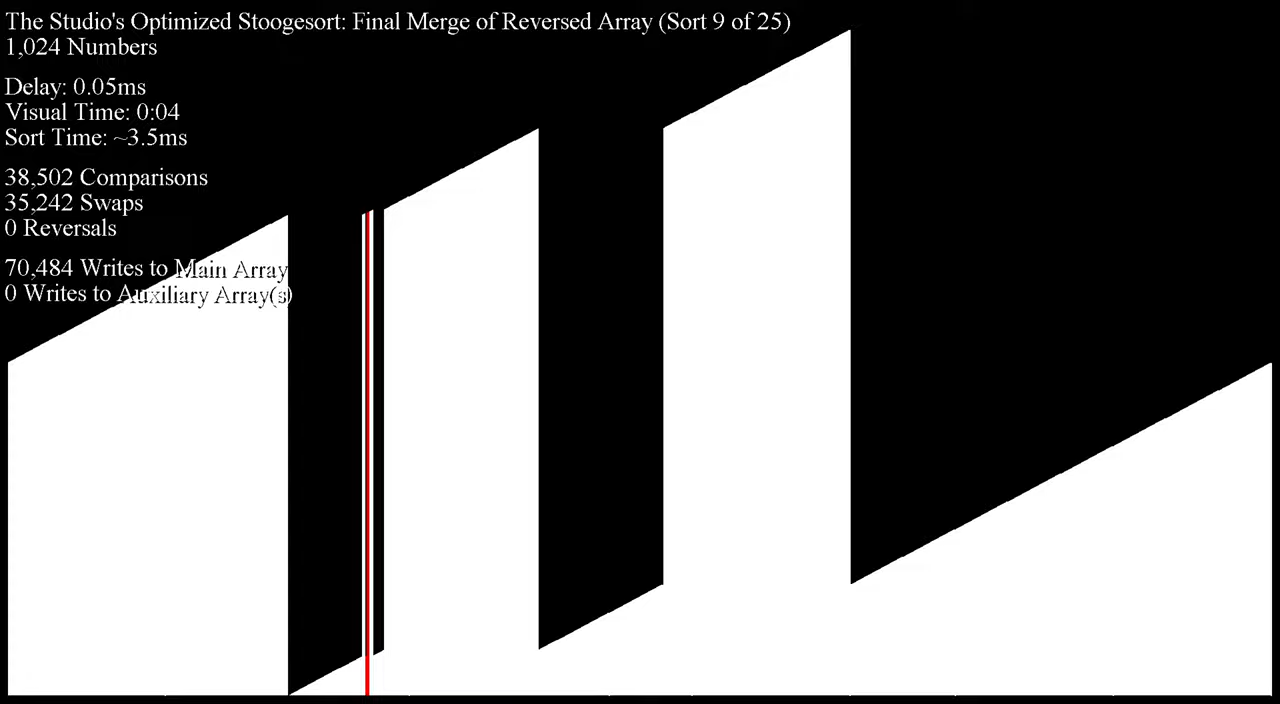 The Studio's Optimized Stoogesort: Final Merge of Reversed Array (Sort 9 of 25)
1,024 Numbers
Delay: 0.05ms
Visual Time: 0:04
Sort Time: ~3.5ms
38,502 Comparisons
35,242 Swaps
0 Reversals
70,484 Writes to Main Array
0 Writes to Auxiliary Array(s)